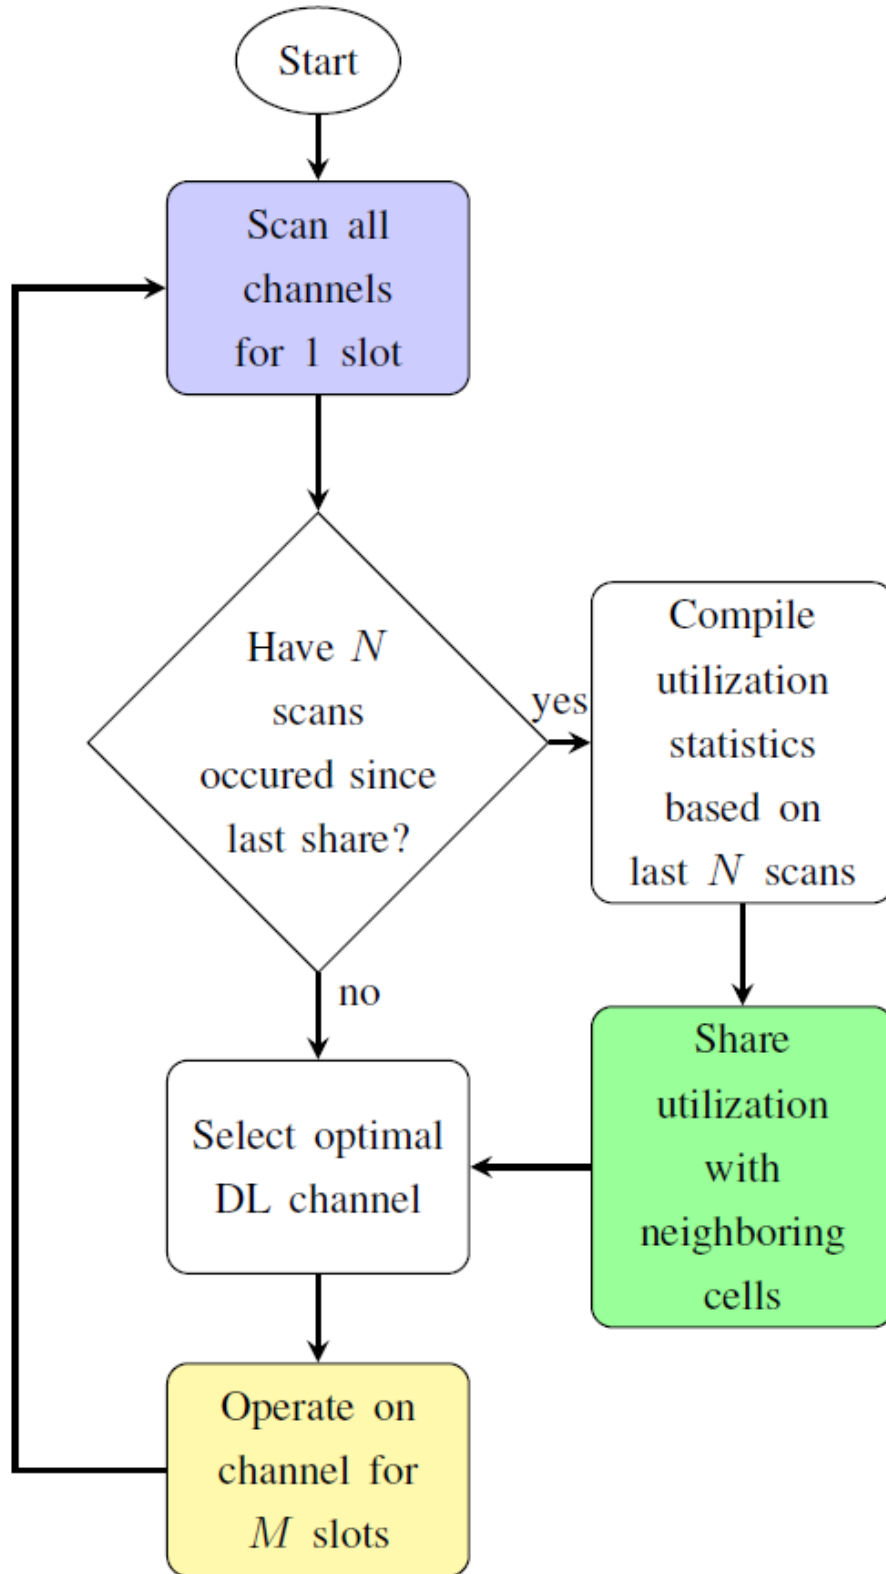 Start
Scan all
channels
for 1 slot
Have N
scans
occured since
last share?
yes
Compile
utilization
statistics
based on
last N scans
no
Select optimal
DL channel
Share
utilization
with
neighboring
cells
Operate on
channel for
M slots